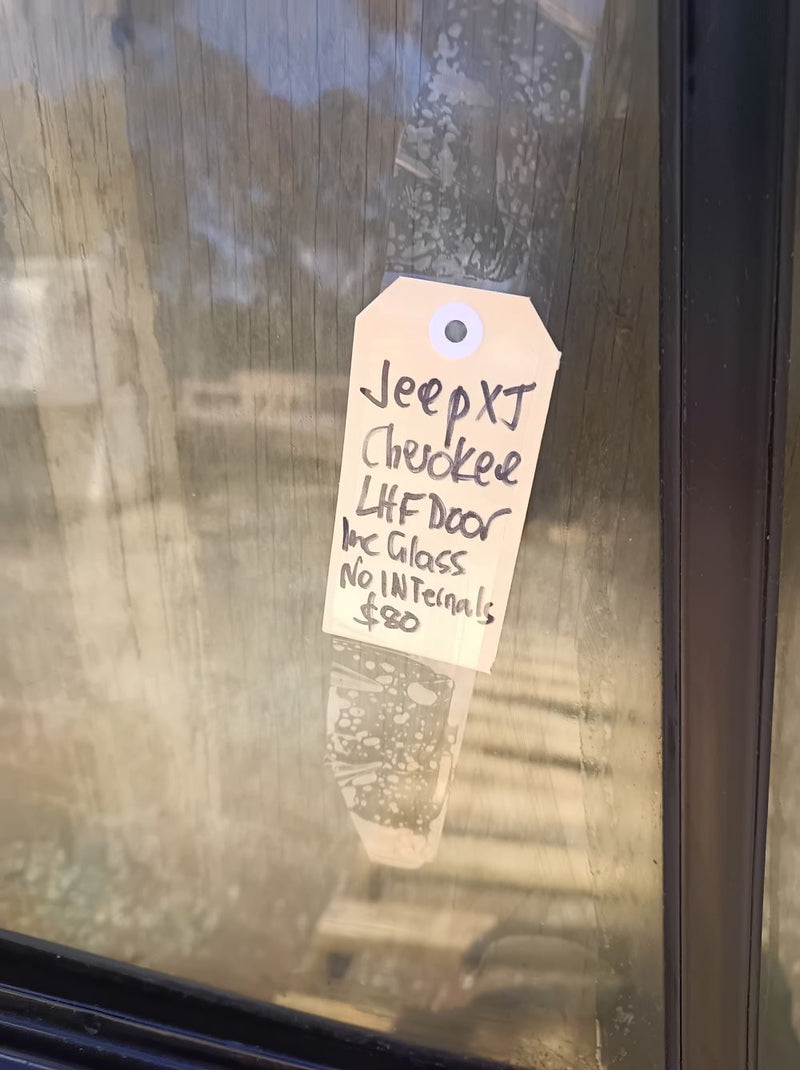 Jeep XJ
Cherokee
LHF Door
Inc Glass
No INTernals
$80